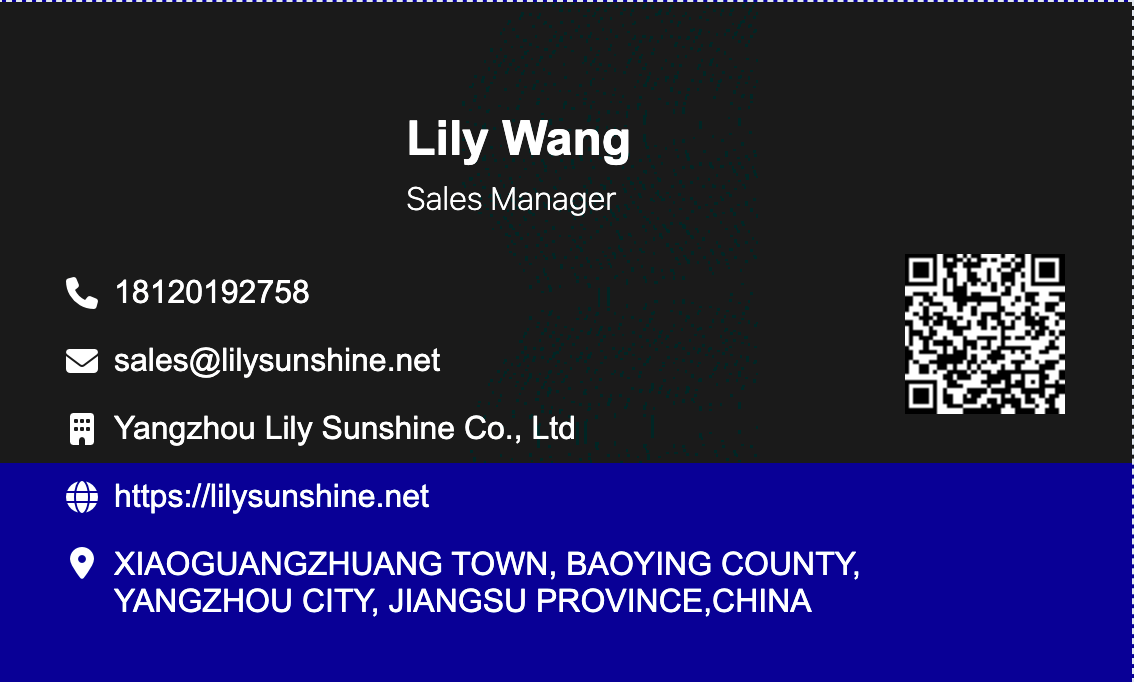 Lily Wang
Sales Manager
18120192758
sales@lilysunshine.net
Yangzhou Lily Sunshine Co., Ltd
https://lilysunshine.net
XIAOGUANGZHUANG TOWN, BAOYING COUNTY,
YANGZHOU CITY, JIANGSU PROVINCE,CHINA